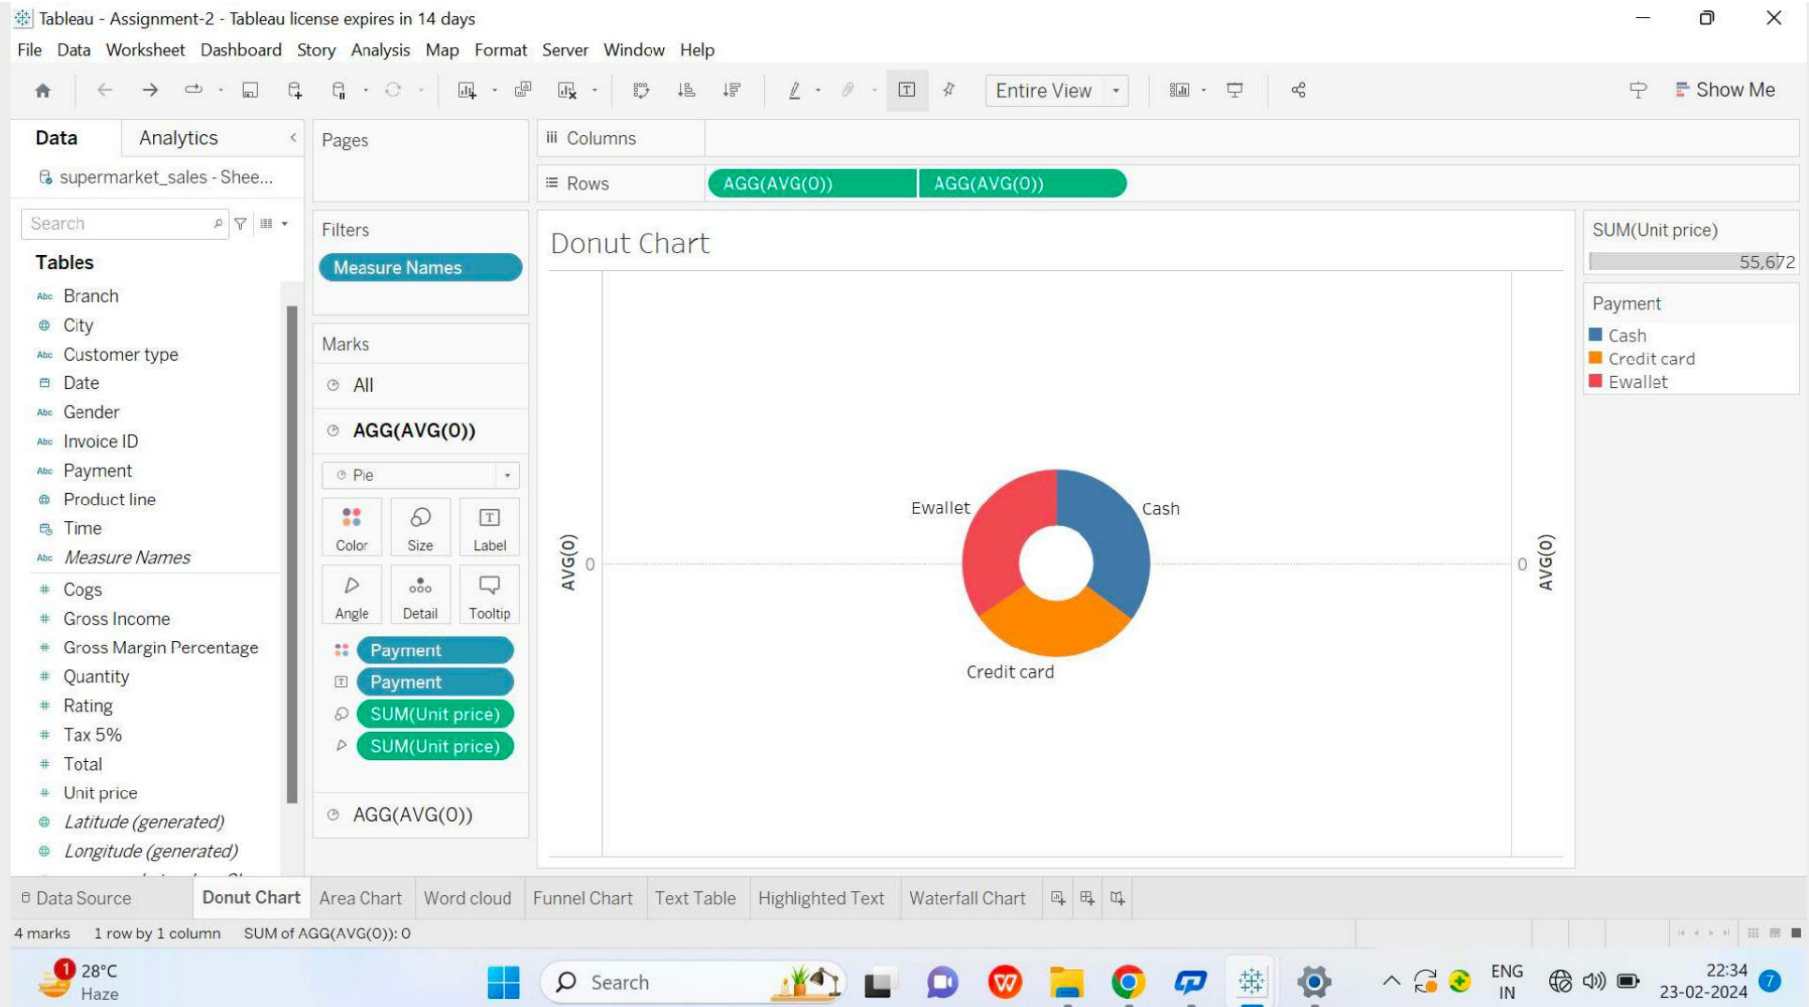 Tableau - Assignment-2 - Tableau license expires in 14 days
File Data Worksheet Dashboard Story Analysis Map Format Server Window Help
Entire View
Show Me
Data Analytics
supermarket_sales - Shee...
Search
Tables
Abc Branch
City
Abc Customer type
Date
Abc Gender
Abc Invoice ID
Abc Payment
Product line
Time
Abc Measure Names
# Cogs
# Gross Income
# Gross Margin Percentage
# Quantity
# Rating
# Tax 5%
# Total
# Unit price
Latitude (generated)
Longitude (generated)
Pages
Filters
Measure Names
Marks
All
AGG(AVG(0))
Pie
Color Size Label
Angle Detail Tooltip
Payment
Payment
SUM(Unit price)
SUM(Unit price)
AGG(AVG(0))
Columns
Rows AGG(AVG(0)) AGG(AVG(0))
Donut Chart
AVG(0)
0
Ewallet
Cash
Credit card
0
AVG(0)
SUM(Unit price)
55,672
Payment
Cash
Credit card
Ewallet
Data Source Donut Chart Area Chart Word cloud Funnel Chart Text Table Highlighted Text Waterfall Chart
4 marks 1 row by 1 column SUM of AGG(AVG(0)): 0
1
28°C
Haze
Search
ENG
IN
22:34
23-02-2024
7